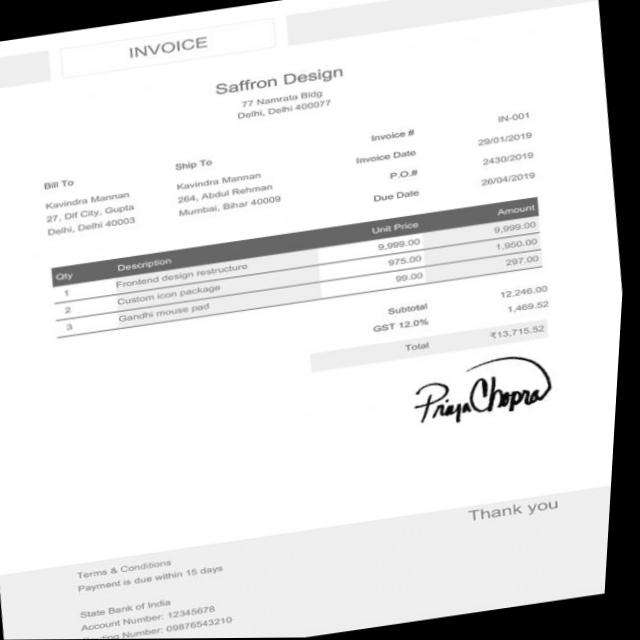 INVOICE
Saffron Design
77 Namrata Bldg
Delhi, Delhi 400077
Bill To
Kavindra Mannan
27, Dlf City, Gupta
Delhi, Delhi 40003
Ship To
Kavindra Mannan
264, Abdul Rehman
Mumbai, Bihar 40009
Invoice # IN-001
Invoice Date 29/01/2019
P.O.# 2430/2019
Due Date 26/04/2019
Qty Description Unit Price Amount
1 Frontend design restructure 9,999.00 9,999.00
2 Custom icon package 975.00 1,950.00
3 Gandhi mouse pad 99.00 297.00
Subtotal 12,246.00
GST 12.0% 1,469.52
Total ₹13,715.52
Priya Chopra
Thank you
Terms & Conditions
Payment is due within 15 days
State Bank of India
Account Number: 12345678
Number: 09876543210